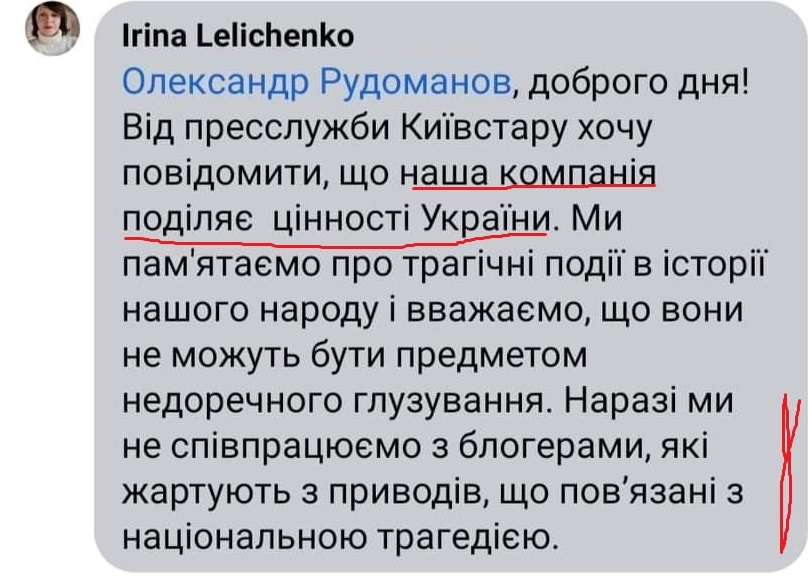 Irina Lelichenko
Олександр Рудоманов, доброго дня!
Від пресслужби Київстару хочу
повідомити, що наша компанія
поділяє  цінності України. Ми
пам'ятаємо про трагічні події в історії
нашого народу і вважаємо, що вони
не можуть бути предметом
недоречного глузування. Наразі ми
не співпрацюємо з блогерами, які
жартують з приводів, що пов’язані з
національною трагедією.